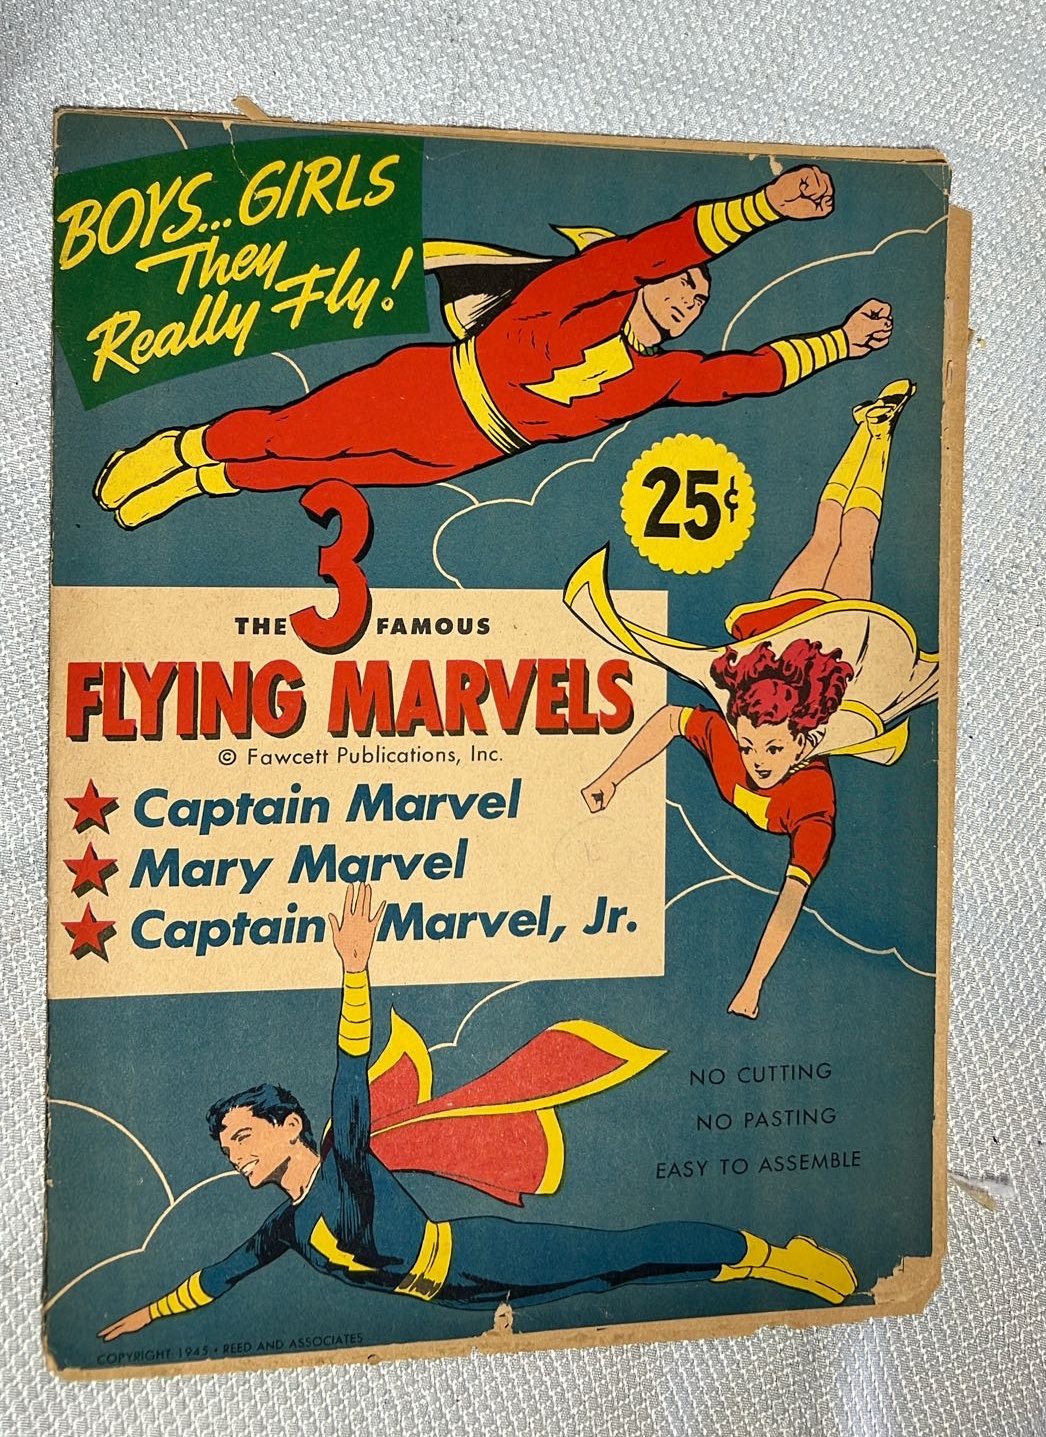 BOYS... GIRLS
They
Really Fly!
25¢
THE 3 FAMOUS
FLYING MARVELS
© Fawcett Publications, Inc.
Captain Marvel
Mary Marvel
Captain Marvel, Jr.
NO CUTTING
NO PASTING
EASY TO ASSEMBLE
COPYRIGHT 1945 • REED AND ASSOCIATES